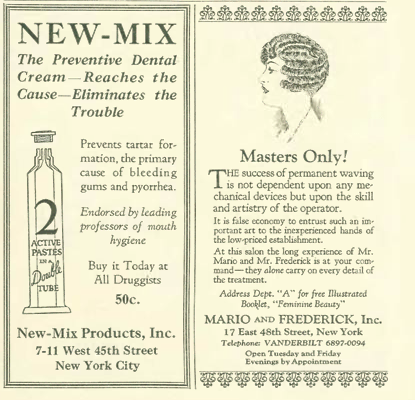 NEW-MIX
The Preventive Dental
Cream—Reaches the
Cause—Eliminates the
Trouble
Prevents tartar for-
mation, the primary
cause of bleeding
gums and pyorrhea.
Endorsed by leading
professors of mouth
hygiene
Buy it Today at
All Druggists
50c.
2
ACTIVE
PASTES
IN A
Double
TUBE
New-Mix Products, Inc.
7-11 West 45th Street
New York City
Masters Only!
THE success of permanent waving
is not dependent upon any me-
chanical devices but upon the skill
and artistry of the operator.
It is false economy to entrust such an im-
portant art to the inexperienced hands of
the low-priced establishment.
At this salon the long experience of Mr.
Mario and Mr. Frederick is at your com-
mand—they alone carry on every detail of
the treatment.
Address Dept. "A" for free Illustrated
Booklet, "Feminine Beauty"
MARIO AND FREDERICK, Inc.
17 East 48th Street, New York
Telephone: VANDERBILT 6897-0094
Open Tuesday and Friday
Evenings by Appointment